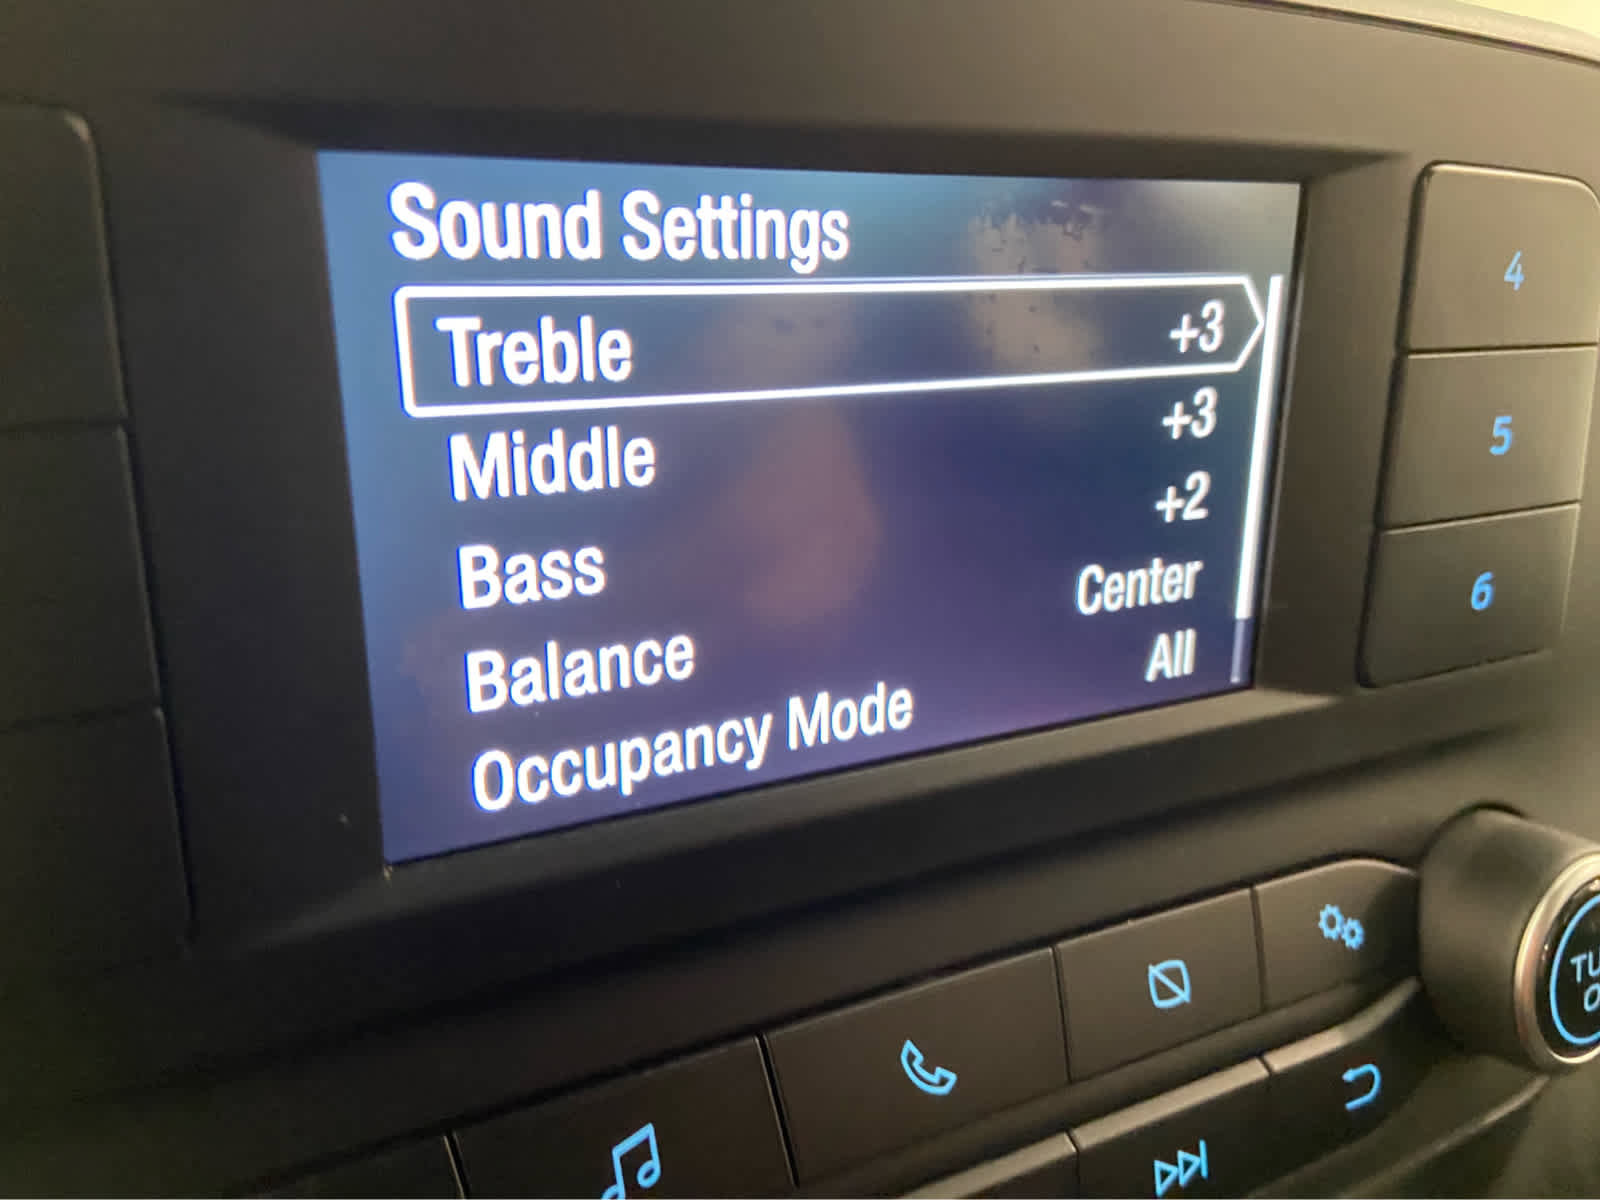 Sound Settings
Treble +3
Middle +3
Bass +2
Balance Center
Occupancy Mode All
4
5
6